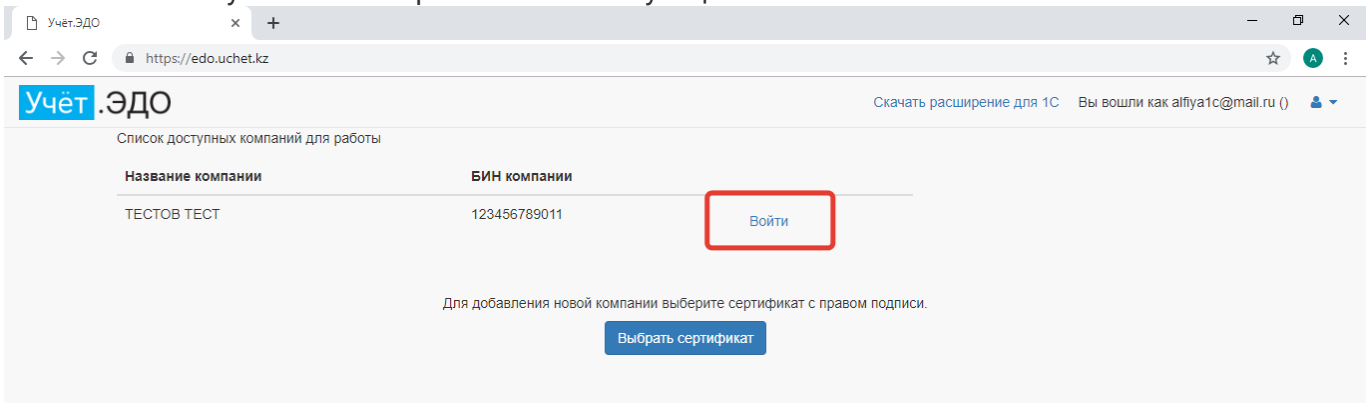 Учёт.ЭДО
https://edo.uchet.kz
A
Учёт .ЭДО
Скачать расширение для 1С Вы вошли как alfiya1c@mail.ru ()
Список доступных компаний для работы
Название компании БИН компании
ТЕСТОВ ТЕСТ 123456789011 Войти
Для добавления новой компании выберите сертификат с правом подписи.
Выбрать сертификат